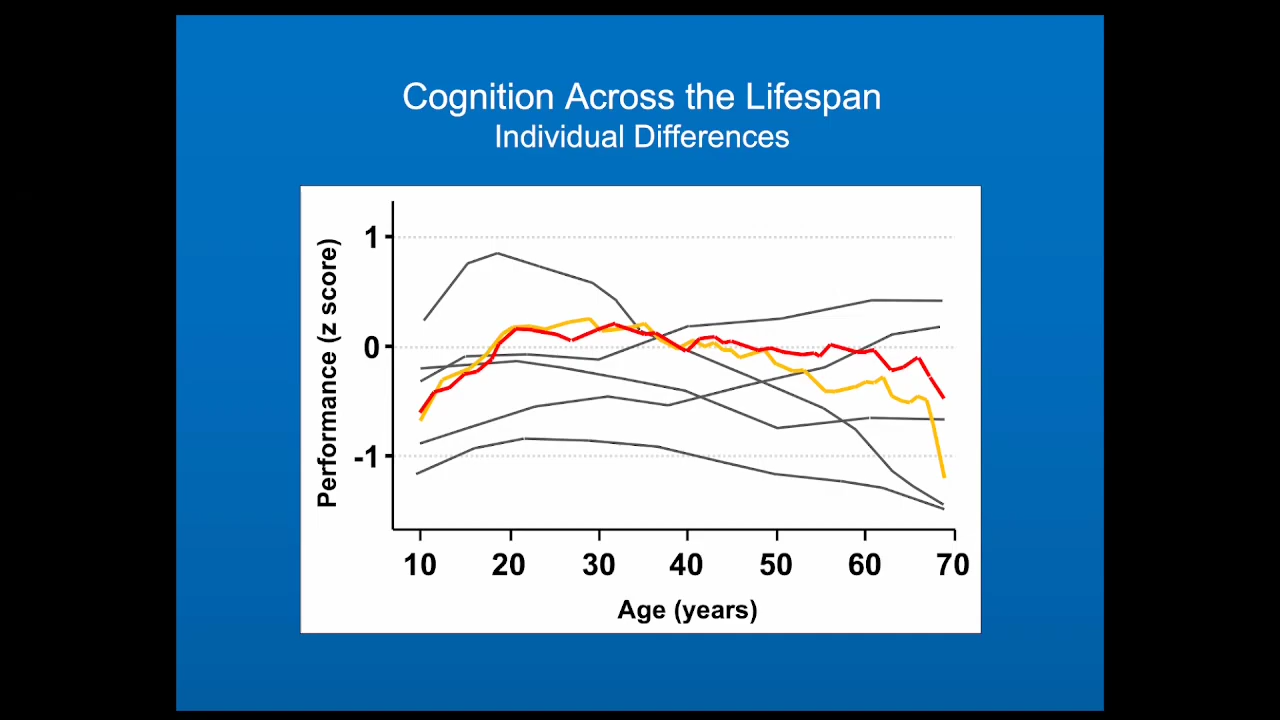 Cognition Across the Lifespan
Individual Differences
Performance (z score)
1
0
-1
10 20 30 40 50 60 70
Age (years)